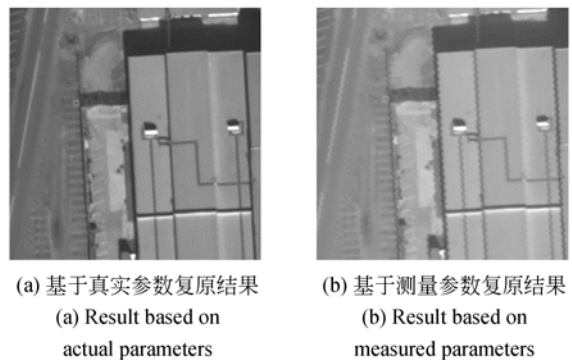 (a) 基于真实参数复原结果
(a) Result based on
actual parameters
(b) 基于测量参数复原结果
(b) Result based on
measured parameters